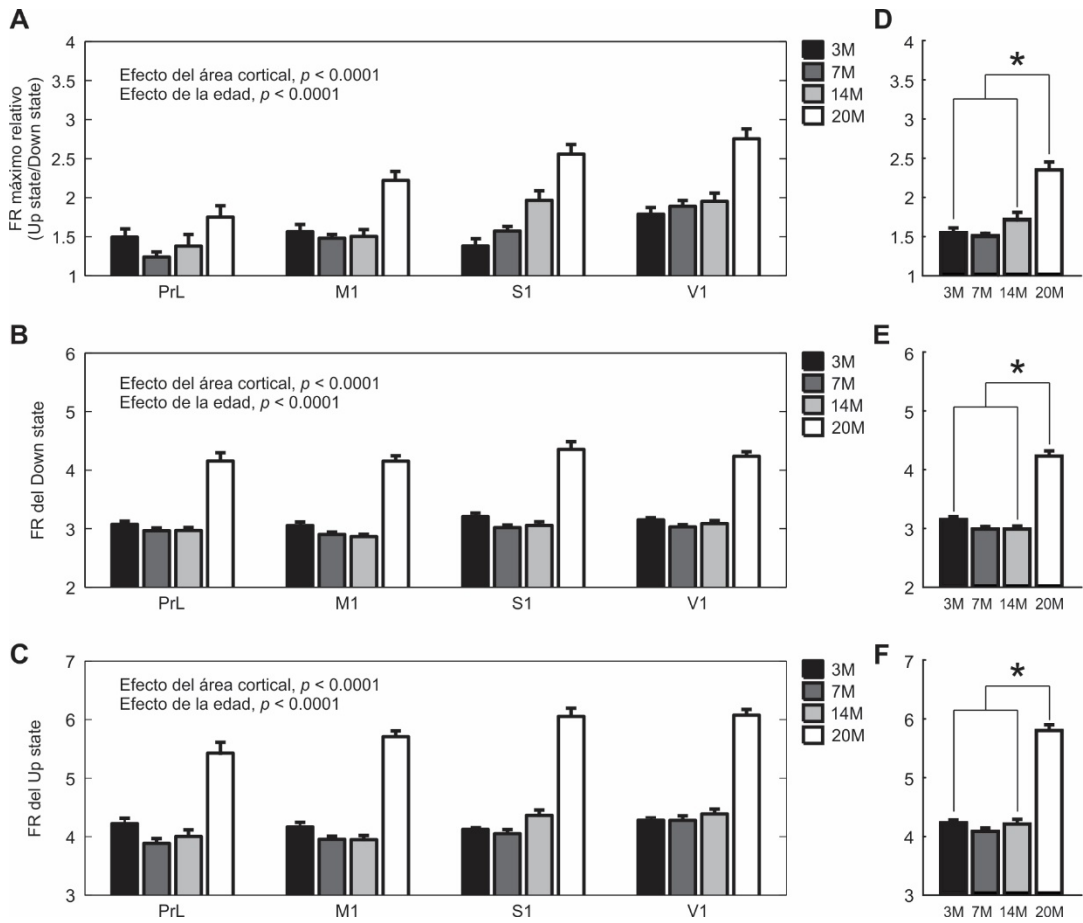 A
FR máximo relativo
(Up state/Down state)
4
3.5
3
2.5
2
1.5
1
Efecto del área cortical, p < 0.0001
Efecto de la edad, p < 0.0001
PrL M1 S1 V1
3M
7M
14M
20M
D
*
4
3.5
3
2.5
2
1.5
1
3M 7M 14M 20M
B
FR del Down state
6
5
4
3
2
Efecto del área cortical, p < 0.0001
Efecto de la edad, p < 0.0001
PrL M1 S1 V1
3M
7M
14M
20M
E
*
6
5
4
3
2
3M 7M 14M 20M
C
FR del Up state
7
6
5
4
3
Efecto del área cortical, p < 0.0001
Efecto de la edad, p < 0.0001
PrL M1 S1 V1
3M
7M
14M
20M
F
*
7
6
5
4
3
3M 7M 14M 20M